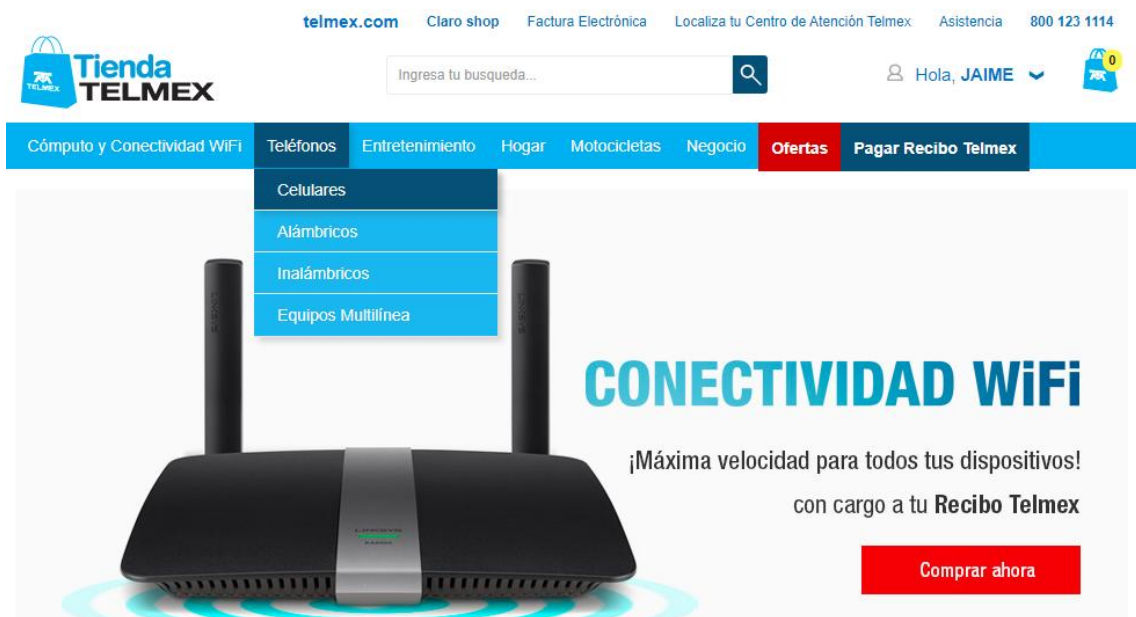 telmex.com Claro shop Factura Electrónica Localiza tu Centro de Atención Telmex Asistencia 800 123 1114
Tienda
TELMEX
TELMEX
Ingresa tu busqueda...
Hola, JAIME
0
Cómputo y Conectividad WiFi Teléfonos Entretenimiento Hogar Motocicletas Negocio Ofertas Pagar Recibo Telmex
Celulares
Alámbricos
Inalámbricos
Equipos Multilínea
CONECTIVIDAD WiFi
¡Máxima velocidad para todos tus dispositivos!
con cargo a tu Recibo Telmex
Comprar ahora
LINKSYS